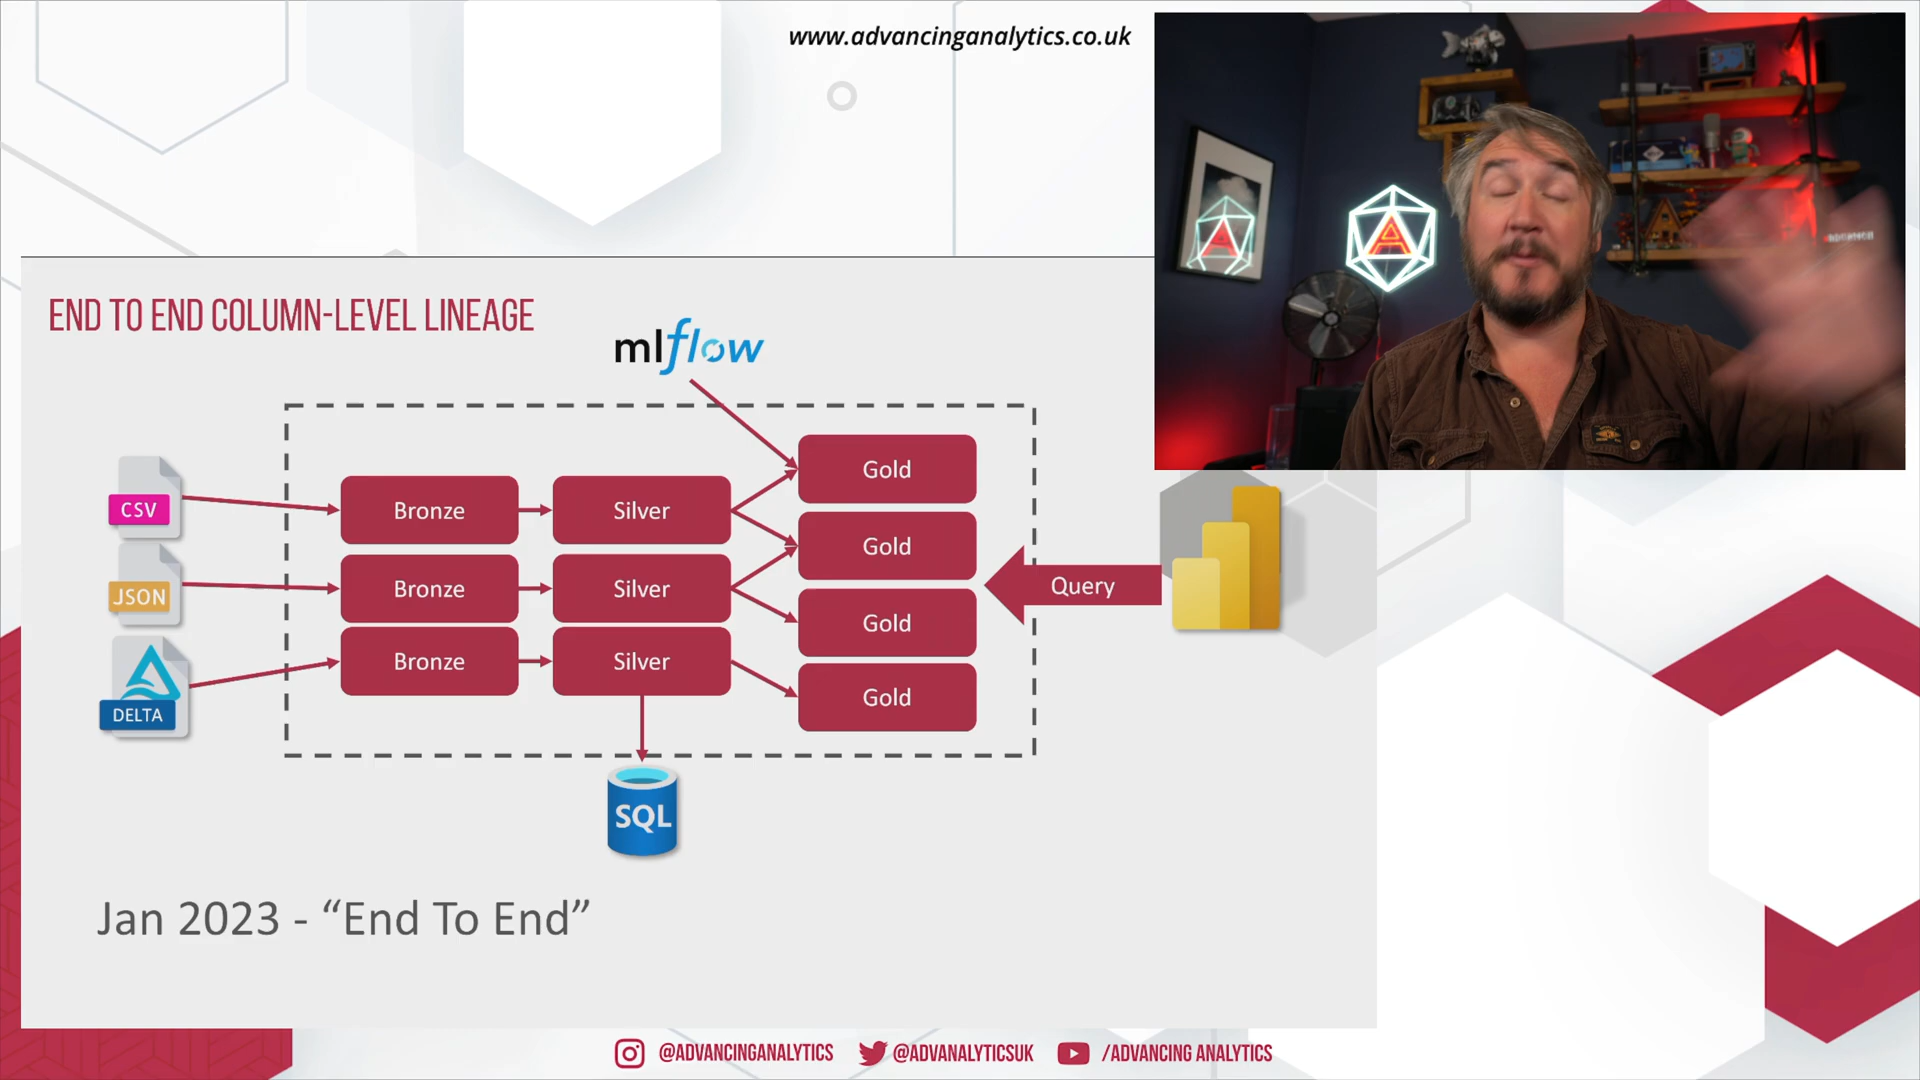 www.advancinganalytics.co.uk
END TO END COLUMN-LEVEL LINEAGE
mlflow
CSV
JSON
DELTA
Bronze
Silver
Gold
Bronze
Silver
Gold
Bronze
Silver
Gold
Gold
Query
SQL
Jan 2023 - “End To End”
@ADVANCINGANALYTICS
@ADVANALYTICSUK
/ADVANCING ANALYTICS
A
A